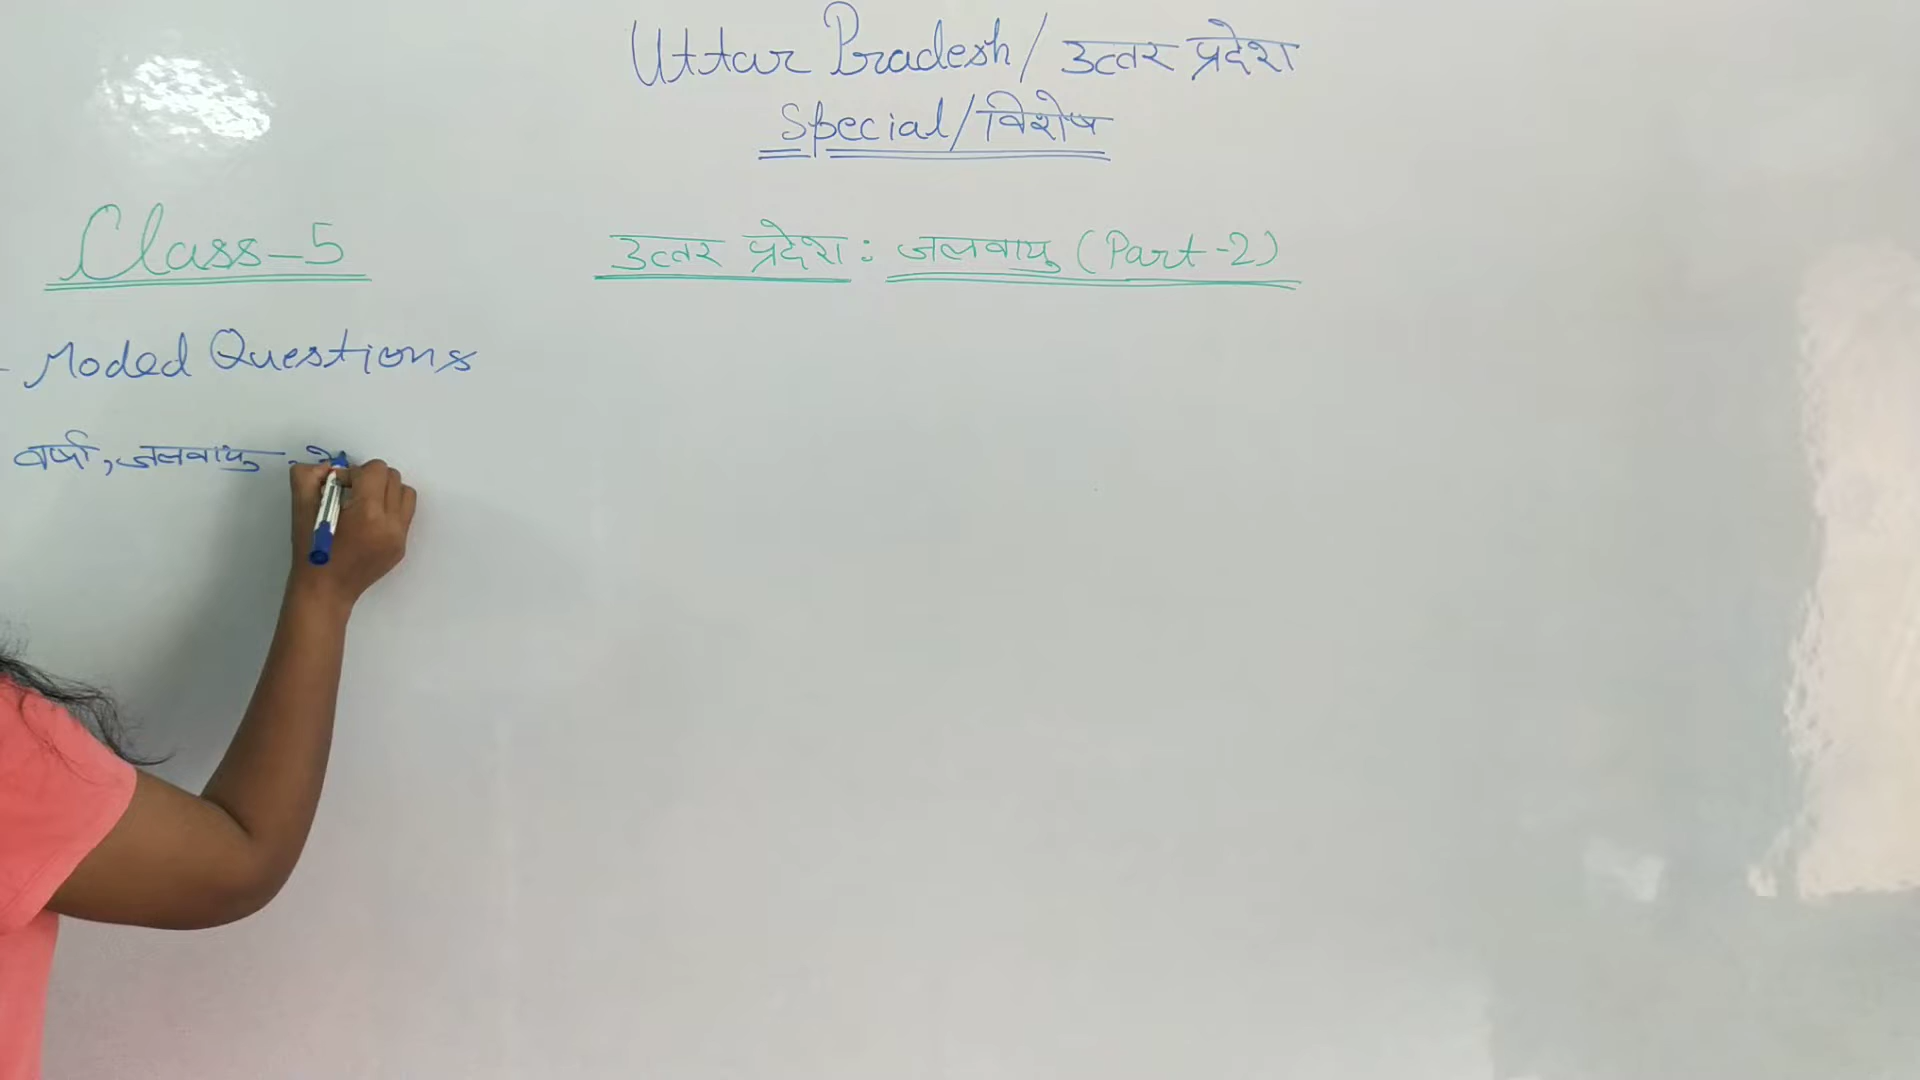 Uttar Pradesh/उत्तर प्रदेश
Special/विशेष
Class-5
उत्तर प्रदेश: जलवायु (Part-2)
- Moded Questions
वर्षा, जलवायु,